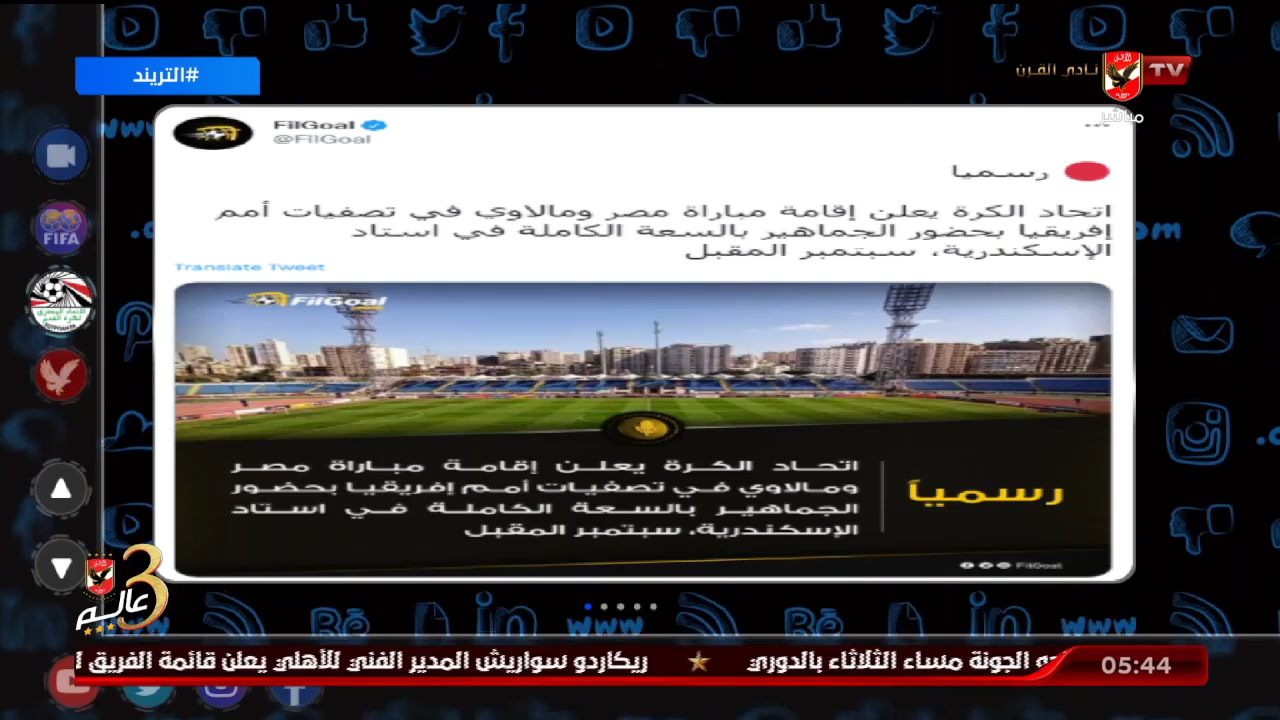 #التريند
نادي القرن
TV
مباشر
FilGoal
@FilGoal
رسميا
اتحاد الكرة يعلن إقامة مباراة مصر ومالاوي في تصفيات أمم
إفريقيا بحضور الجماهير بالسعة الكاملة في استاد
الإسكندرية، سبتمبر المقبل
Translate Tweet
FilGoal
رسمياً
اتحاد الكرة يعلن إقامة مباراة مصر
ومالاوي في تصفيات أمم إفريقيا بحضور
الجماهير بالسعة الكاملة في استاد
الإسكندرية، سبتمبر المقبل
FilGoal
FIFA
3
عالم
الجونة مساء الثلاثاء بالدوري
ريكاردو سواريش المدير الفني للأهلي يعلن قائمة الفريق
05:44